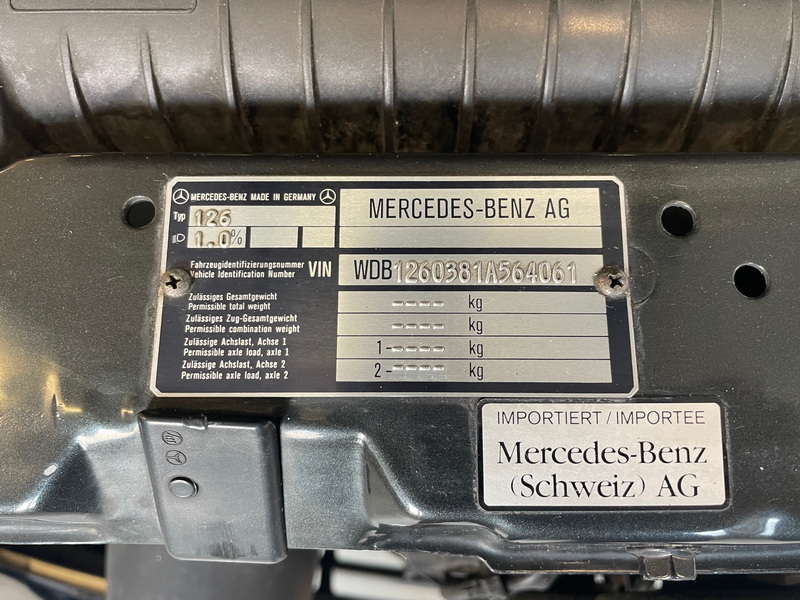 MERCEDES-BENZ MADE IN GERMANY
MERCEDES-BENZ AG
Typ 126
1.0%
Fahrzeugidentifizierungsnummer
Vehicle Identification Number
VIN
WDB1260381A564061
Zulässiges Gesamtgewicht
Permissible total weight
---- kg
Zulässiges Zug-Gesamtgewicht
Permissible combination weight
---- kg
Zulässige Achslast, Achse 1
Permissible axle load, axle 1
1- ---- kg
Zulässige Achslast, Achse 2
Permissible axle load, axle 2
2- ---- kg
IMPORTIERT / IMPORTEE
Mercedes-Benz
(Schweiz) AG